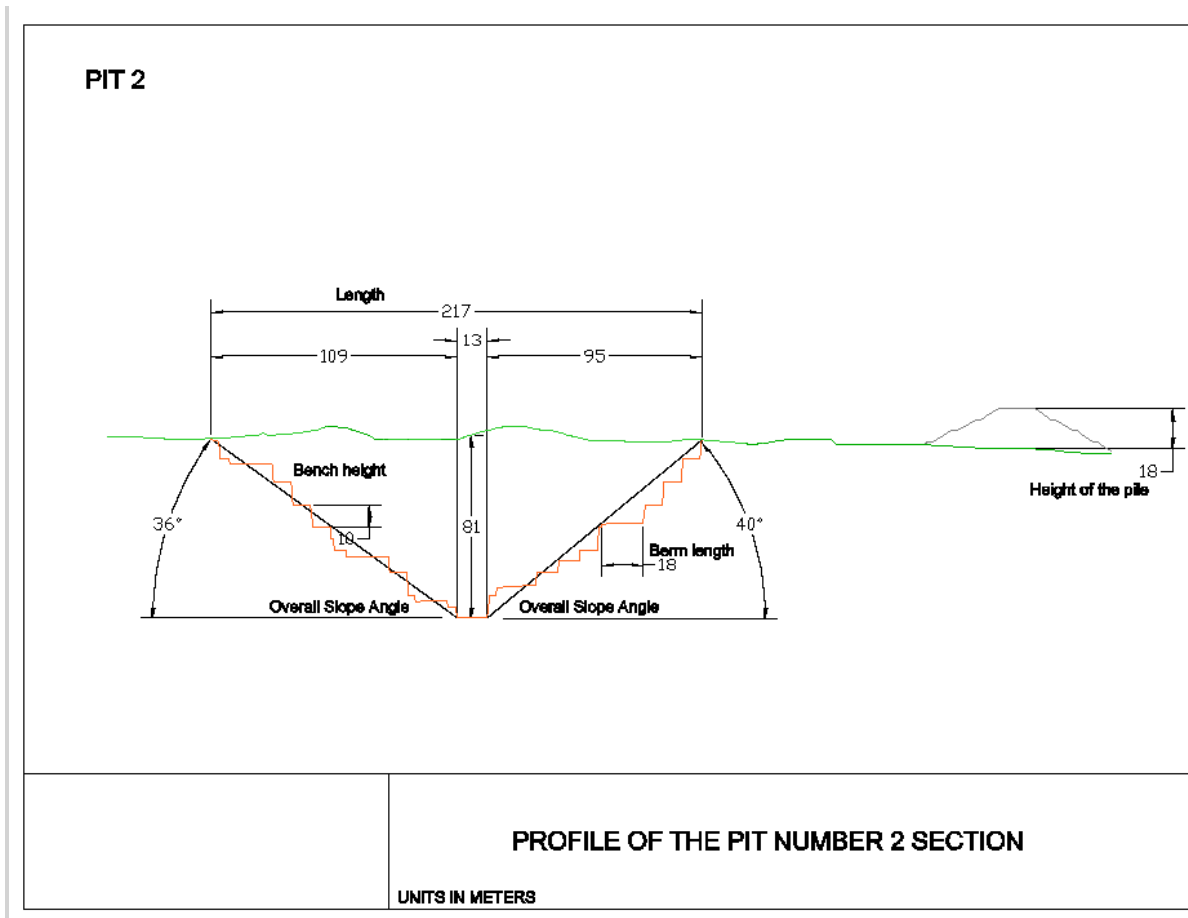 PIT 2
Length
217
13
109
95
Bench height
36°
10
81
40°
18
Height of the pile
Berm length
18
Overall Slope Angle
Overall Slope Angle
PROFILE OF THE PIT NUMBER 2 SECTION
UNITS IN METERS